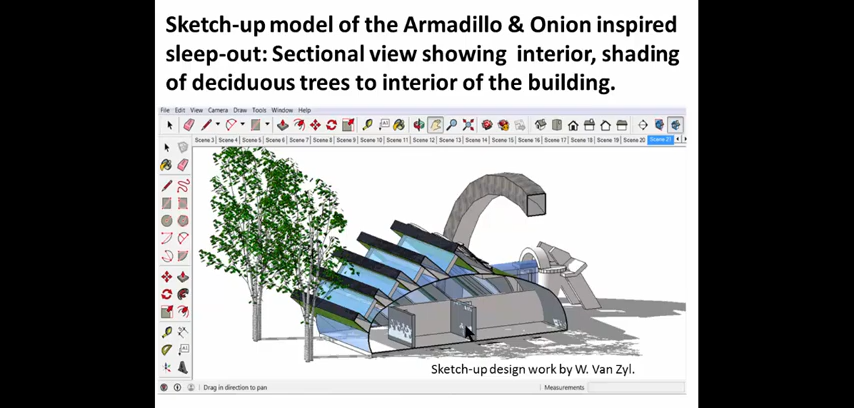 Sketch-up model of the Armadillo & Onion inspired
sleep-out: Sectional view showing interior, shading
of deciduous trees to interior of the building.
File Edit View Camera Draw Tools Window Help
Scene 3 Scene 4 Scene 5 Scene 6 Scene 7 Scene 8 Scene 9 Scene 10 Scene 11 Scene 12 Scene 13 Scene 14 Scene 15 Scene 16 Scene 17 Scene 18 Scene 19 Scene 20 Scene 21
Sketch-up design work by W. Van Zyl.
Drag in direction to pan Measurements